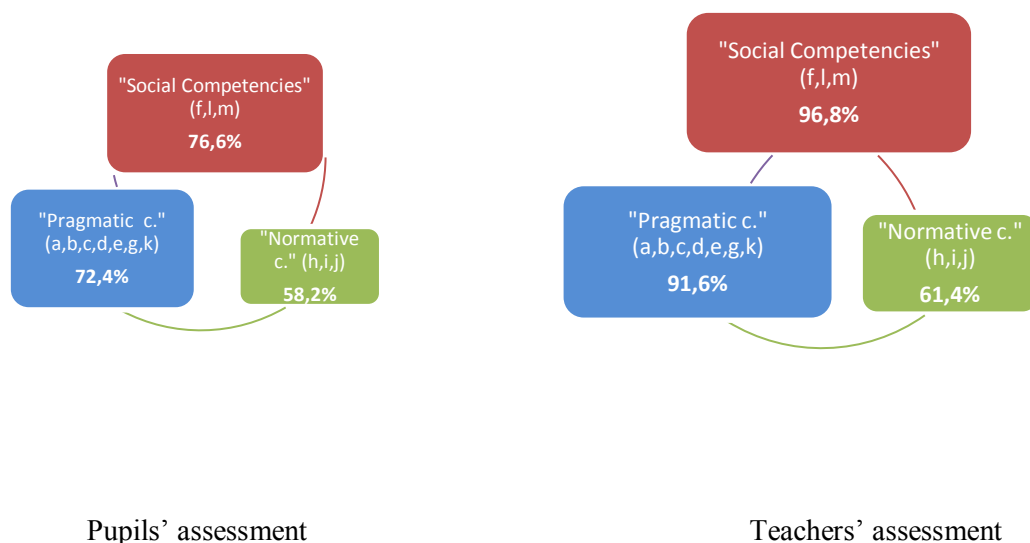 "Social Competencies"
(f,l,m)
76,6%
"Pragmatic c."
(a,b,c,d,e,g,k)
72,4%
"Normative
c." (h,i,j)
58,2%
Pupils’ assessment
"Social Competencies"
(f,l,m)
96,8%
"Pragmatic c."
(a,b,c,d,e,g,k)
91,6%
"Normative c."
(h,i,j)
61,4%
Teachers’ assessment